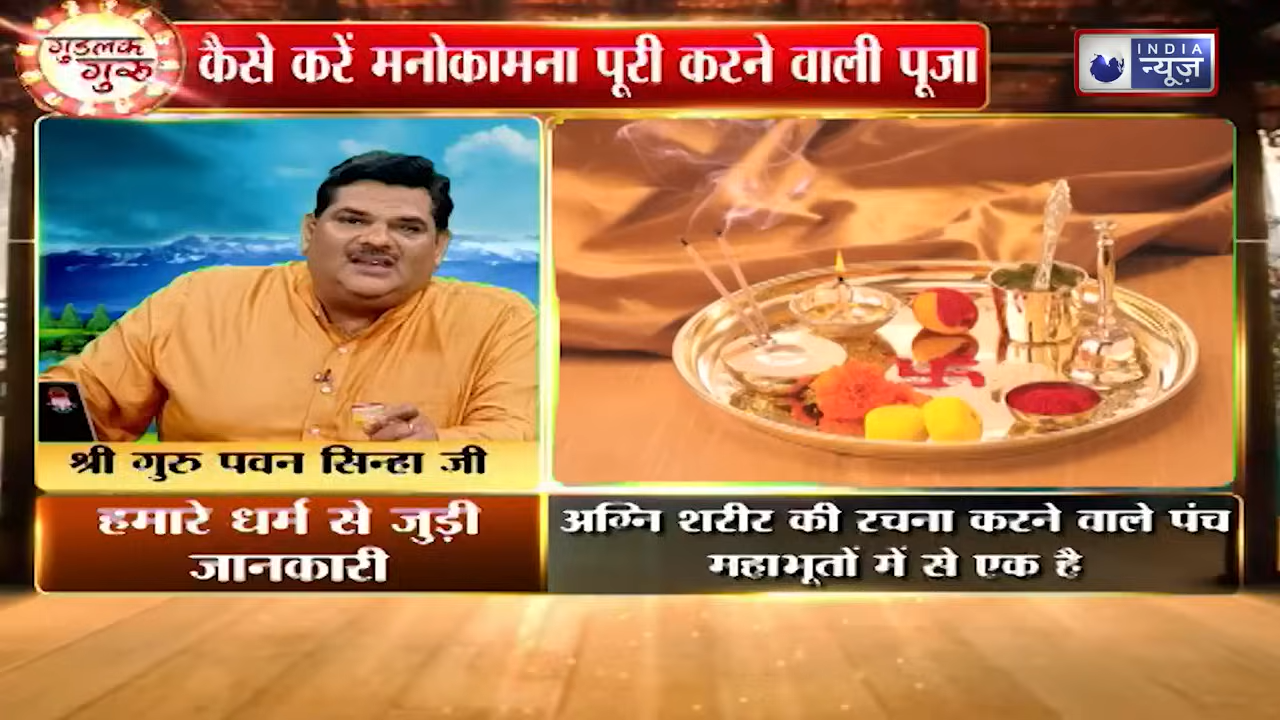 गुडलक
गुरु
कैसे करें मनोकामना पूरी करने वाली पूजा
INDIA
न्यूज़
श्री गुरु पवन सिन्हा जी
हमारे धर्म से जुड़ी
जानकारी
अग्नि शरीर की रचना करने वाले पंच
महाभूतों में से एक है